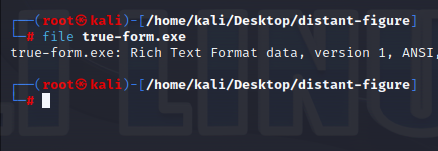 ┌──(root㉿kali)-[/home/kali/Desktop/distant-figure]
└─# file true-form.exe
true-form.exe: Rich Text Format data, version 1, ANSI,
┌──(root㉿kali)-[/home/kali/Desktop/distant-figure]
└─#